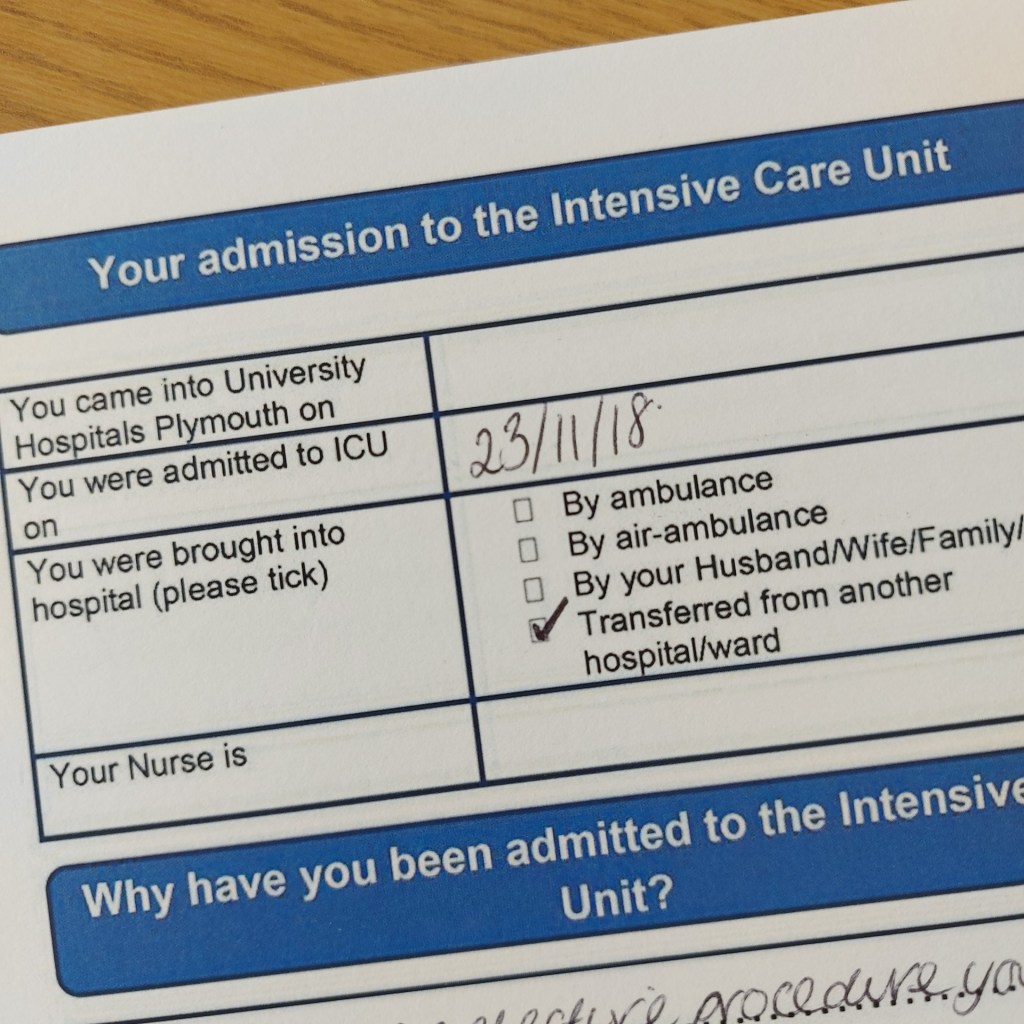 Your admission to the Intensive Care Unit
You came into University
Hospitals Plymouth on
You were admitted to ICU
on
23/11/18
You were brought into
hospital (please tick)
By ambulance
By air-ambulance
By your Husband/Wife/Family/
Transferred from another
hospital/ward
Your Nurse is
Why have you been admitted to the Intensive
Unit?
procedure